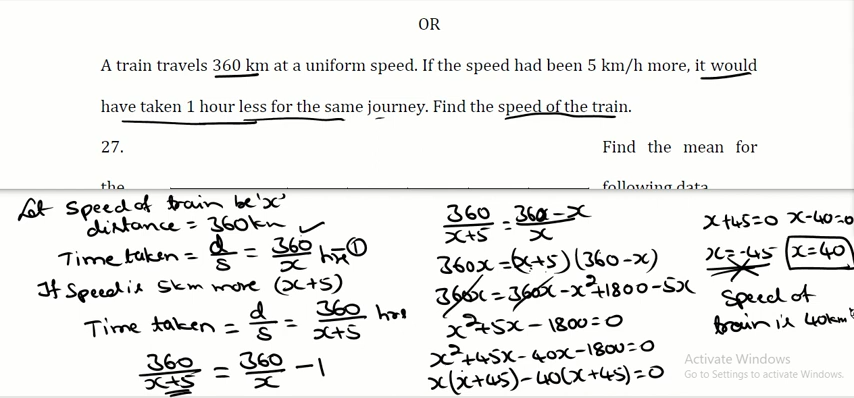 OR
A train travels 360 km at a uniform speed. If the speed had been 5 km/h more, it would
have taken 1 hour less for the same journey. Find the speed of the train.
27. Find the mean for
the following data
Let Speed of train be 'x'
distance = 360km ✓
Time taken = d/s = 360/x hrs ①
If Speed is 5km more (x+5)
Time taken = d/s = 360/x+5 hrs
360/x+5 = 360/x - 1
360/x+5 = 360-x/x
360x = (x+5)(360-x)
360x = 360x - x² + 1800 - 5x
x² + 5x - 1800 = 0
x² + 45x - 40x - 1800 = 0
x(x+45) - 40(x+45) = 0
x+45=0 x-40=0
x=-45 x=40
Speed of
train is 40km
Activate Windows
Go to Settings to activate Windows.